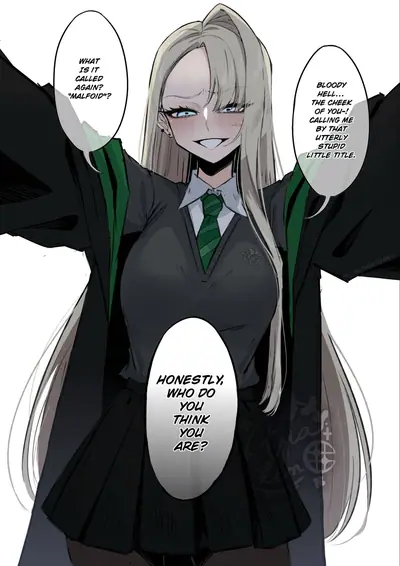 WHAT IS
IT
CALLED
AGAIN?
"MALFOID"?
BLOODY
HELL...
THE CHEEK
OF YOU~!
CALLING ME
BY THAT
UTTERLY
STUPID
LITTLE TITLE.
HONESTLY,
WHO DO
YOU
THINK
YOU
ARE?